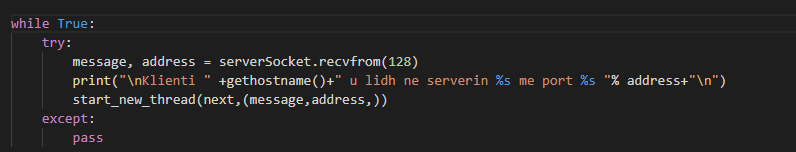 while True:
    try:
        message, address = serverSocket.recvfrom(128)
        print("\nKlienti " +gethostname()+" u lidh ne serverin %s me port %s "% address+"\n")
        start_new_thread(next,(message,address,))
    except:
        pass